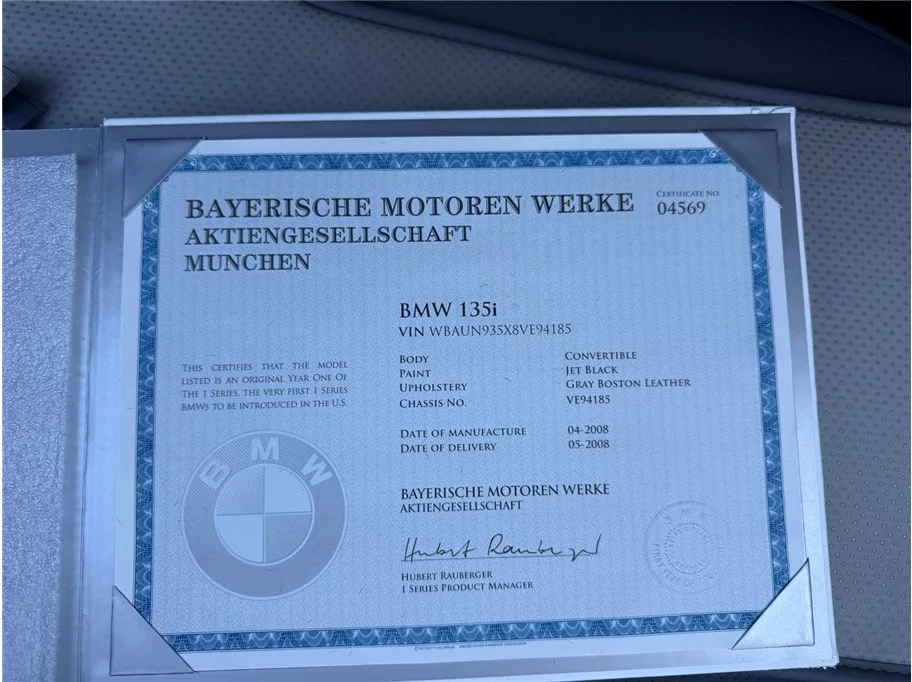 BAYERISCHE MOTOREN WERKE
AKTIENGESELLSCHAFT
MUNCHEN
CERTIFICATE NO.
04569
BMW 135i
VIN WBAUN935X8VE94185
THIS CERTIFIES THAT THE MODEL
LISTED IS AN ORIGINAL YEAR ONE OF
THE 1 SERIES, THE VERY FIRST 1 SERIES
BMWS TO BE INTRODUCED IN THE U.S.
BODY CONVERTIBLE
PAINT JET BLACK
UPHOLSTERY GRAY BOSTON LEATHER
CHASSIS NO. VE94185
DATE OF MANUFACTURE 04-2008
DATE OF DELIVERY 05-2008
BMW
BAYERISCHE MOTOREN WERKE
AKTIENGESELLSCHAFT
Hubert Rauberger
HUBERT RAUBERGER
1 SERIES PRODUCT MANAGER